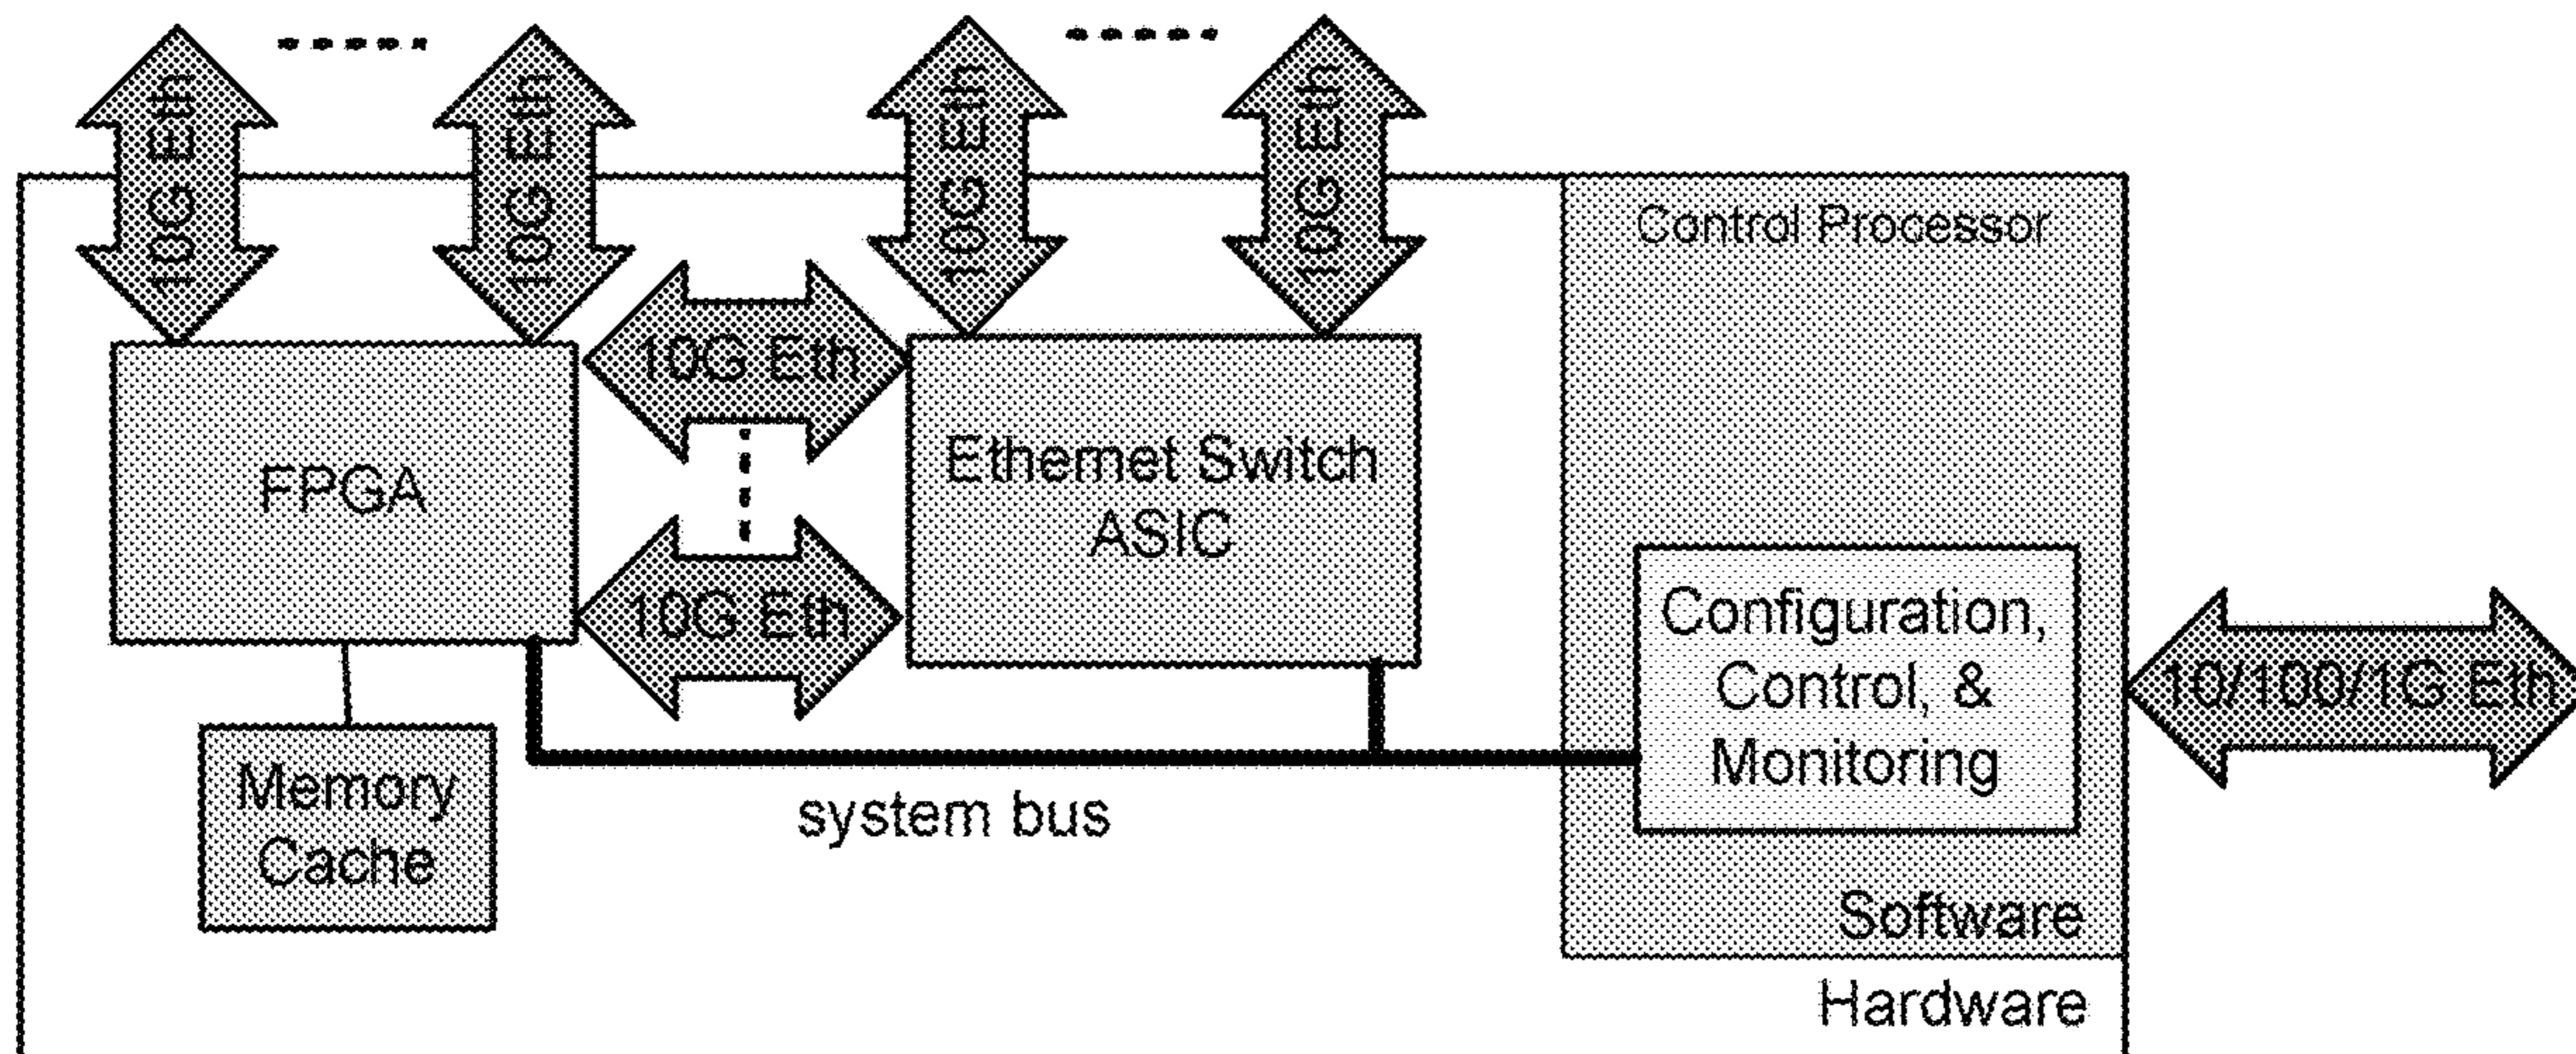 10G Eth
10G Eth
10G Eth
10G Eth
Control Processor
10G Eth
FPGA
Ethernet Switch
ASIC
10G Eth
Configuration,
Control, &
Monitoring
10/100/1G Eth
Memory
Cache
system bus
Software
Hardware